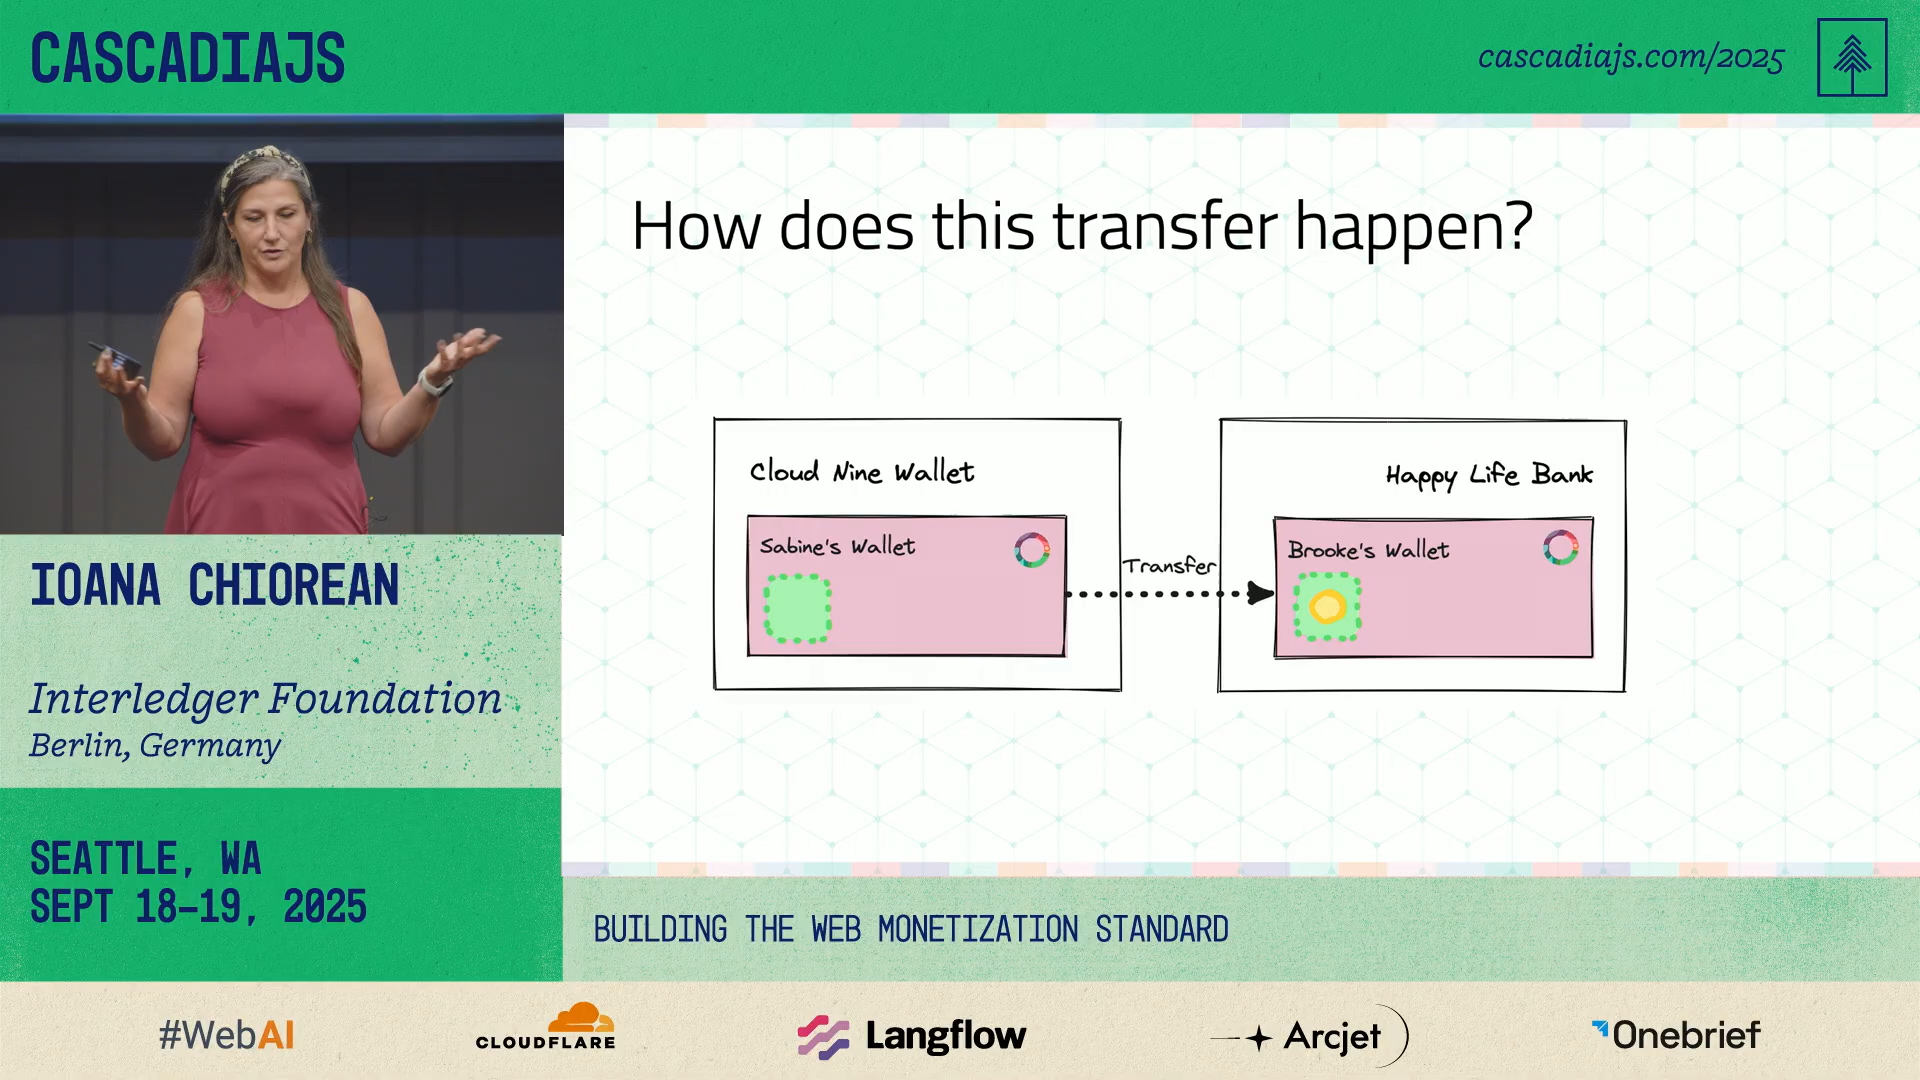 CASCADIAJS
cascadiajs.com/2025
How does this transfer happen?
Cloud Nine Wallet
Sabine's Wallet
Transfer
Happy Life Bank
Brooke's Wallet
IOANA CHIOREAN
Interledger Foundation
Berlin, Germany
SEATTLE, WA
SEPT 18–19, 2025
BUILDING THE WEB MONETIZATION STANDARD
#WebAI
CLOUDFLARE
Langflow
Arcjet
Onebrief